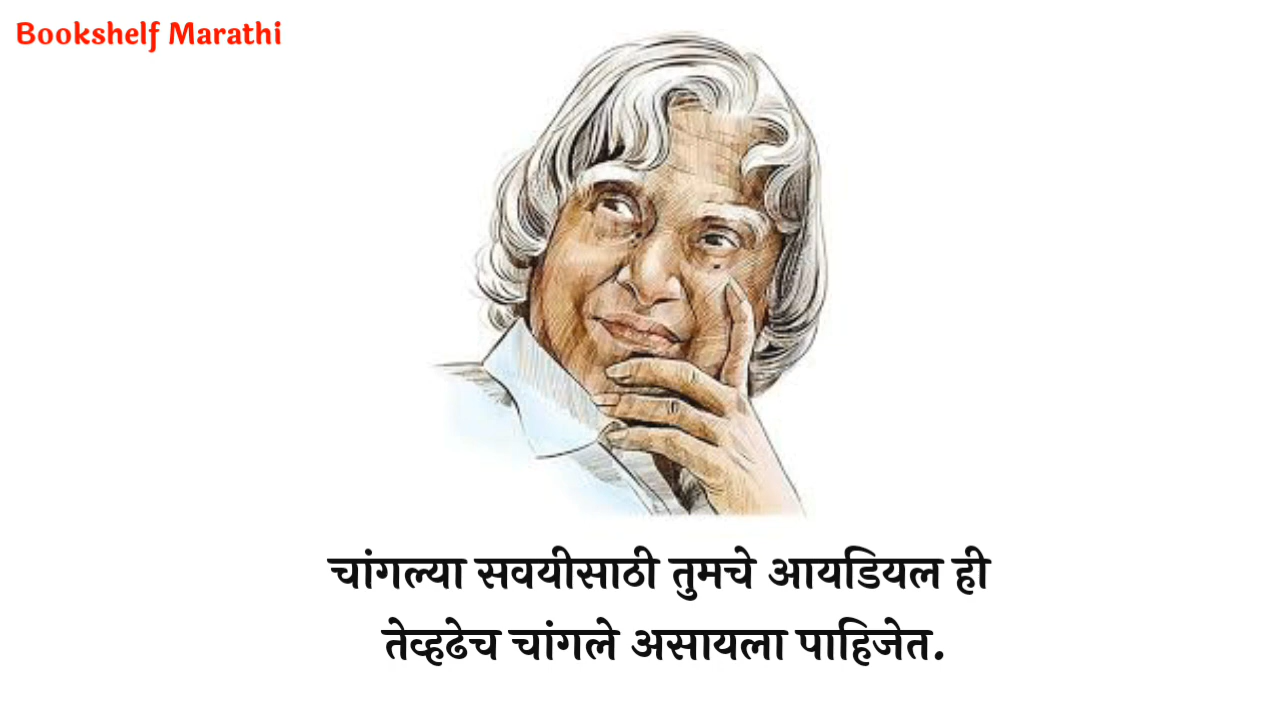 Bookshelf Marathi
चांगल्या सवयीसाठी तुमचे आयडियल ही
तेव्हढेच चांगले असायला पाहिजेत.